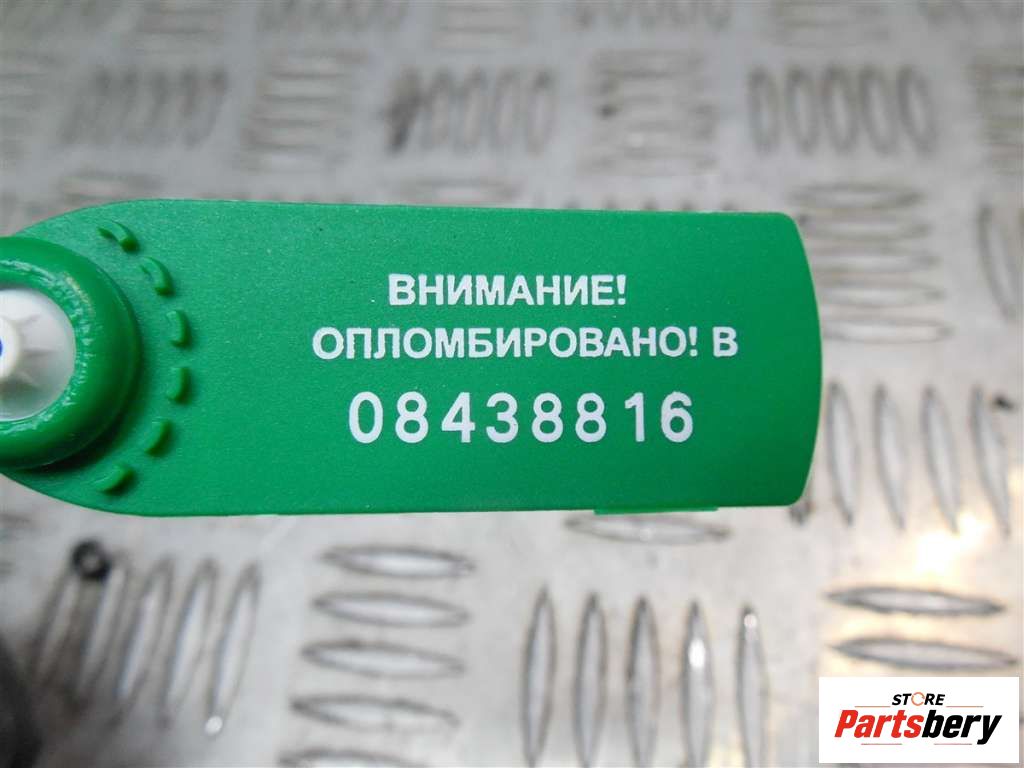 ВНИМАНИЕ!
ОПЛОМБИРОВАНО! В
08438816
STORE
Partsbery